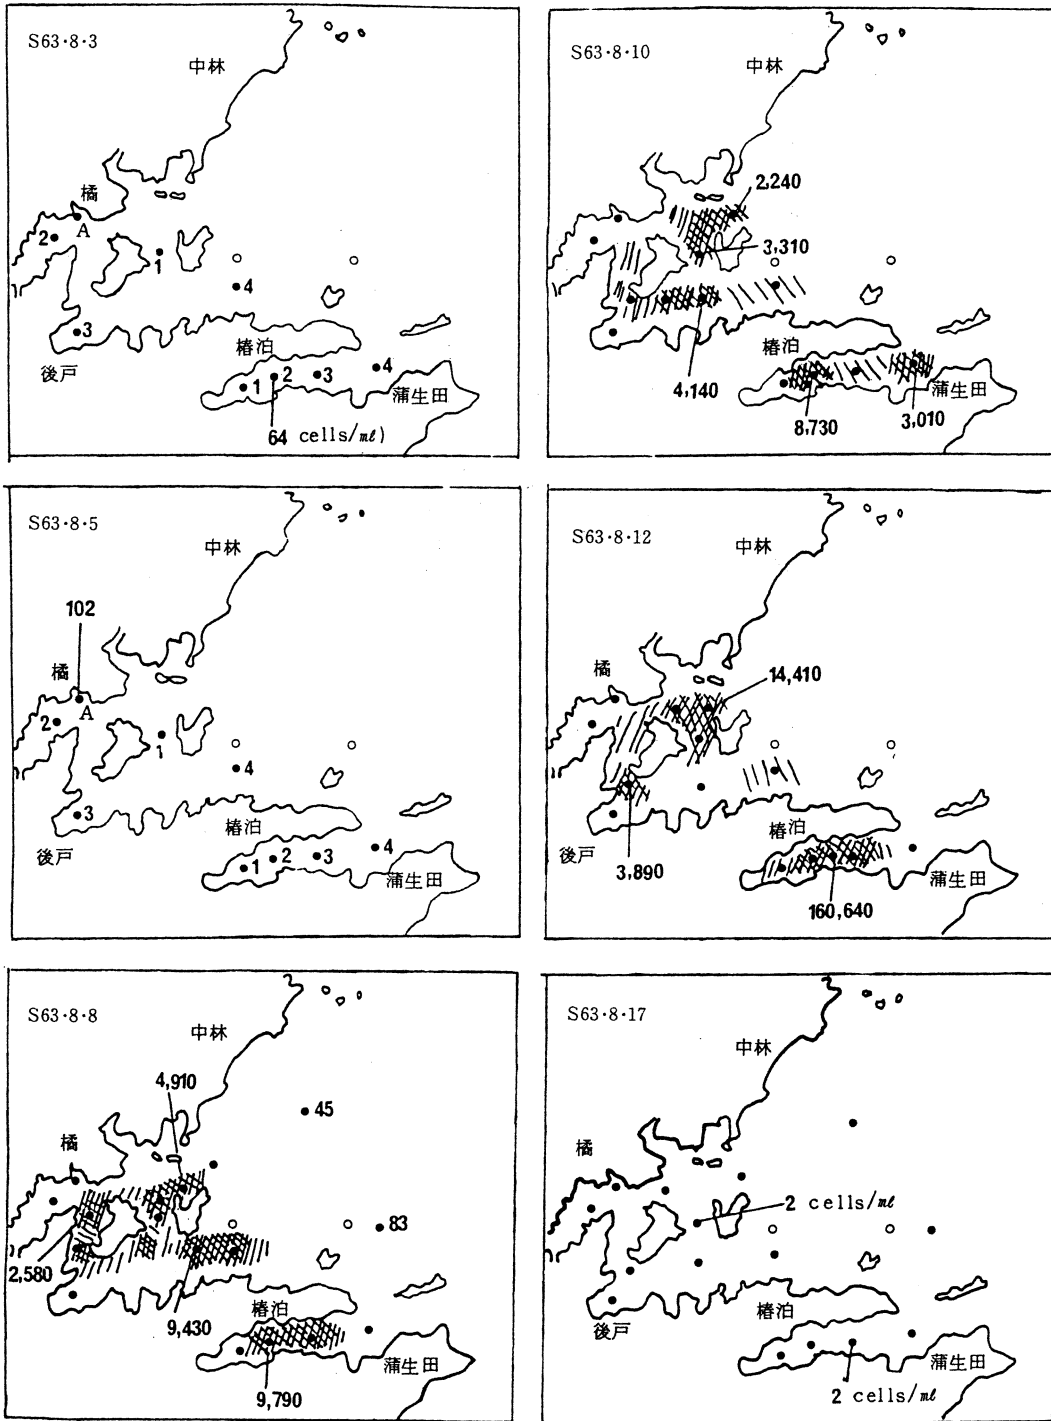 S63・8・3
中林
橘
A
2
1
4
3
後戸
椿泊
1
2
3
4
蒲生田
64 cells/㎖)
S63・8・5
中林
102
橘
A
2
1
4
3
後戸
椿泊
1
2
3
4
蒲生田
S63・8・8
中林
4,910
45
橘
83
2,580
9,430
椿泊
9,790
蒲生田
S63・8・10
中林
2,240
3,310
4,140
椿泊
8,730
3,010
蒲生田
S63・8・12
中林
橘
14,410
後戸
3,890
椿泊
160,640
蒲生田
S63・8・17
中林
橘
2 cells/㎖
後戸
椿泊
蒲生田
2 cells/㎖